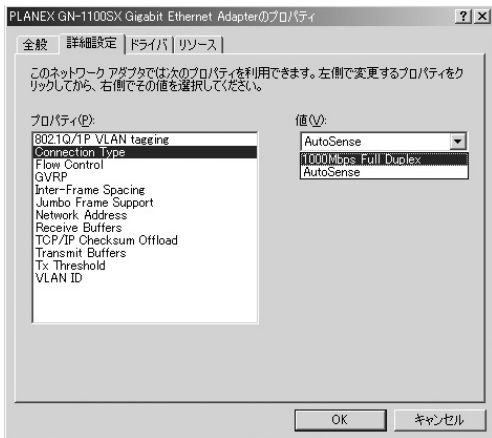 PLANEX GN-1100SX Gigabit Ethernet Adapterのプロパティ
全般 詳細設定 ドライバ リソース
このネットワーク アダプタでは次のプロパティを利用できます。左側で変更するプロパティをク
リックしてから、右側でその値を選択してください。
プロパティ(P):
802.1Q/1P VLAN tagging
Connection Type
Flow Control
GVRP
Inter-Frame Spacing
Jumbo Frame Support
Network Address
Receive Buffers
TCP/IP Checksum Offload
Transmit Buffers
Tx Threshold
VLAN ID
値(V):
AutoSense
1000Mbps Full Duplex
AutoSense
OK キャンセル